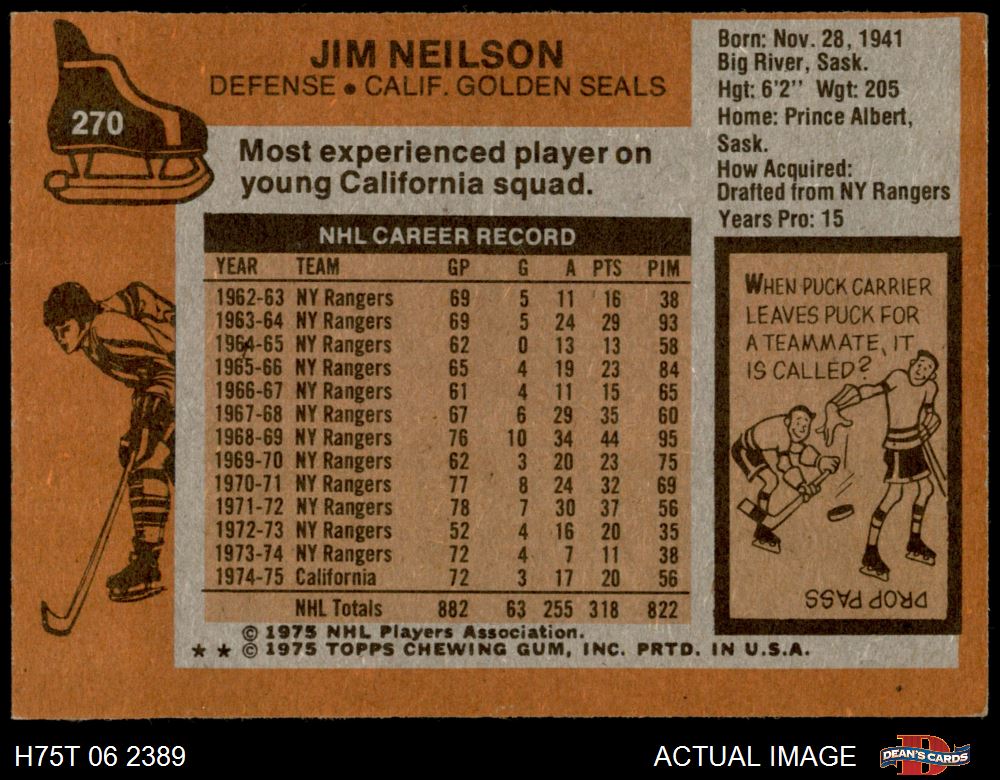 270
JIM NEILSON
DEFENSE • CALIF. GOLDEN SEALS
Most experienced player on
young California squad.
Born: Nov. 28, 1941
Big River, Sask.
Hgt: 6'2" Wgt: 205
Home: Prince Albert,
Sask.
How Acquired:
Drafted from NY Rangers
Years Pro: 15
NHL CAREER RECORD
YEAR TEAM GP G A PTS PIM
1962-63 NY Rangers 69 5 11 16 38
1963-64 NY Rangers 69 5 24 29 93
1964-65 NY Rangers 62 0 13 13 58
1965-66 NY Rangers 65 4 19 23 84
1966-67 NY Rangers 61 4 11 15 65
1967-68 NY Rangers 67 6 29 35 60
1968-69 NY Rangers 76 10 34 44 95
1969-70 NY Rangers 62 3 20 23 75
1970-71 NY Rangers 77 8 24 32 69
1971-72 NY Rangers 78 7 30 37 56
1972-73 NY Rangers 52 4 16 20 35
1973-74 NY Rangers 72 4 7 11 38
1974-75 California 72 3 17 20 56
NHL Totals 882 63 255 318 822
WHEN PUCK CARRIER
LEAVES PUCK FOR
A TEAMMATE, IT
IS CALLED?
DROP PASS
© 1975 NHL Players Association.
★ ★ © 1975 TOPPS CHEWING GUM, INC. PRTD. IN U.S.A.
H75T 06 2389
ACTUAL IMAGE
DEAN'S CARDS